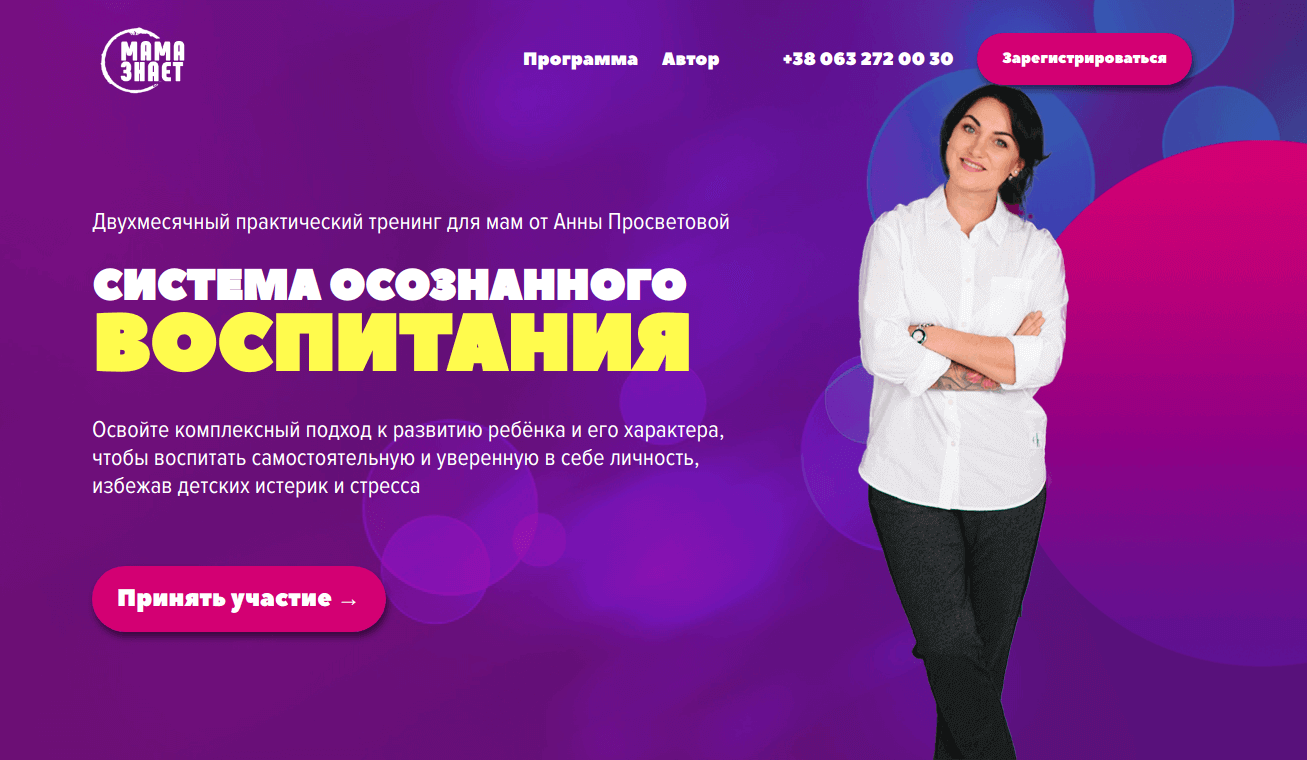 МАМА
ЗНАЕТ
Программа Автор +38 063 272 00 30 Зарегистрироваться
Двухмесячный практический тренинг для мам от Анны Просветовой
СИСТЕМА ОСОЗНАННОГО
ВОСПИТАНИЯ
Освойте комплексный подход к развитию ребёнка и его характера,
чтобы воспитать самостоятельную и уверенную в себе личность,
избежав детских истерик и стресса
Принять участие →